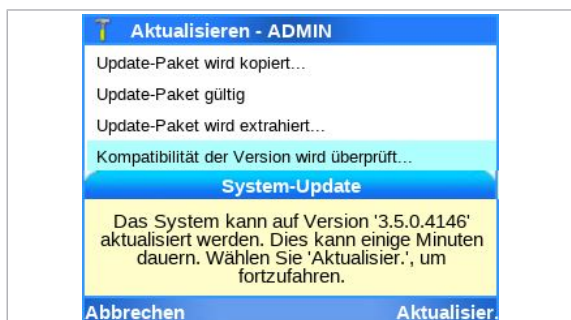 Aktualisieren - ADMIN
Update-Paket wird kopiert...
Update-Paket gültig
Update-Paket wird extrahiert...
Kompatibilität der Version wird überprüft...
System-Update
Das System kann auf Version '3.5.0.4146'
aktualisiert werden. Dies kann einige Minuten
dauern. Wählen Sie 'Aktualisier.', um
fortzufahren.
Abbrechen Aktualisier.